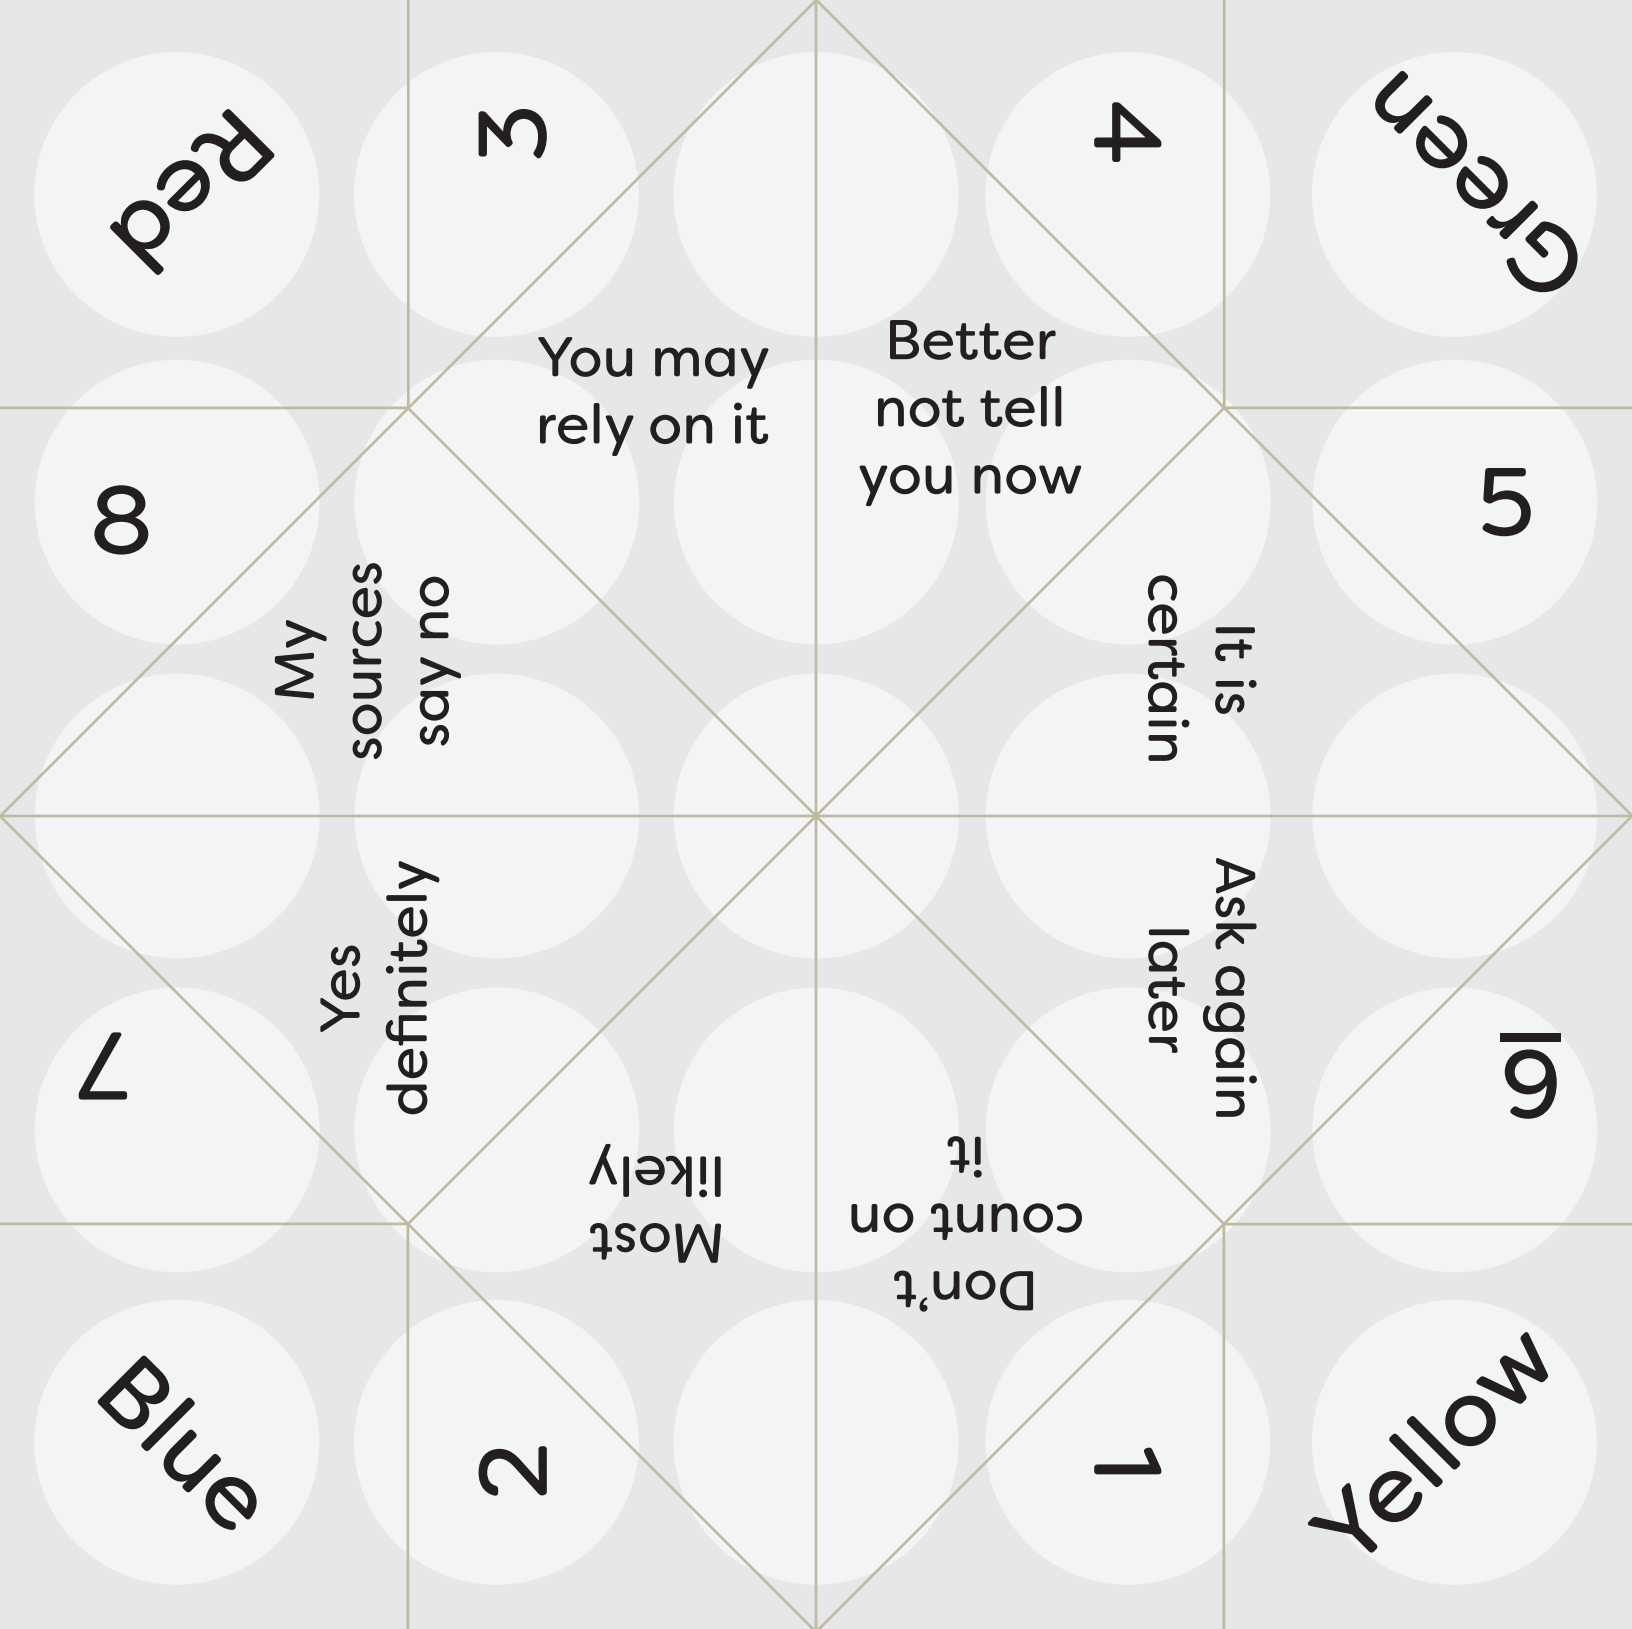 Red
3
4
Green
You may
rely on it
Better
not tell
you now
8
5
My
sources
say no
It is
certain
Yes
definitely
Ask again
later
7
6
Most
likely
Don't
count on
it
Blue
2
1
Yellow